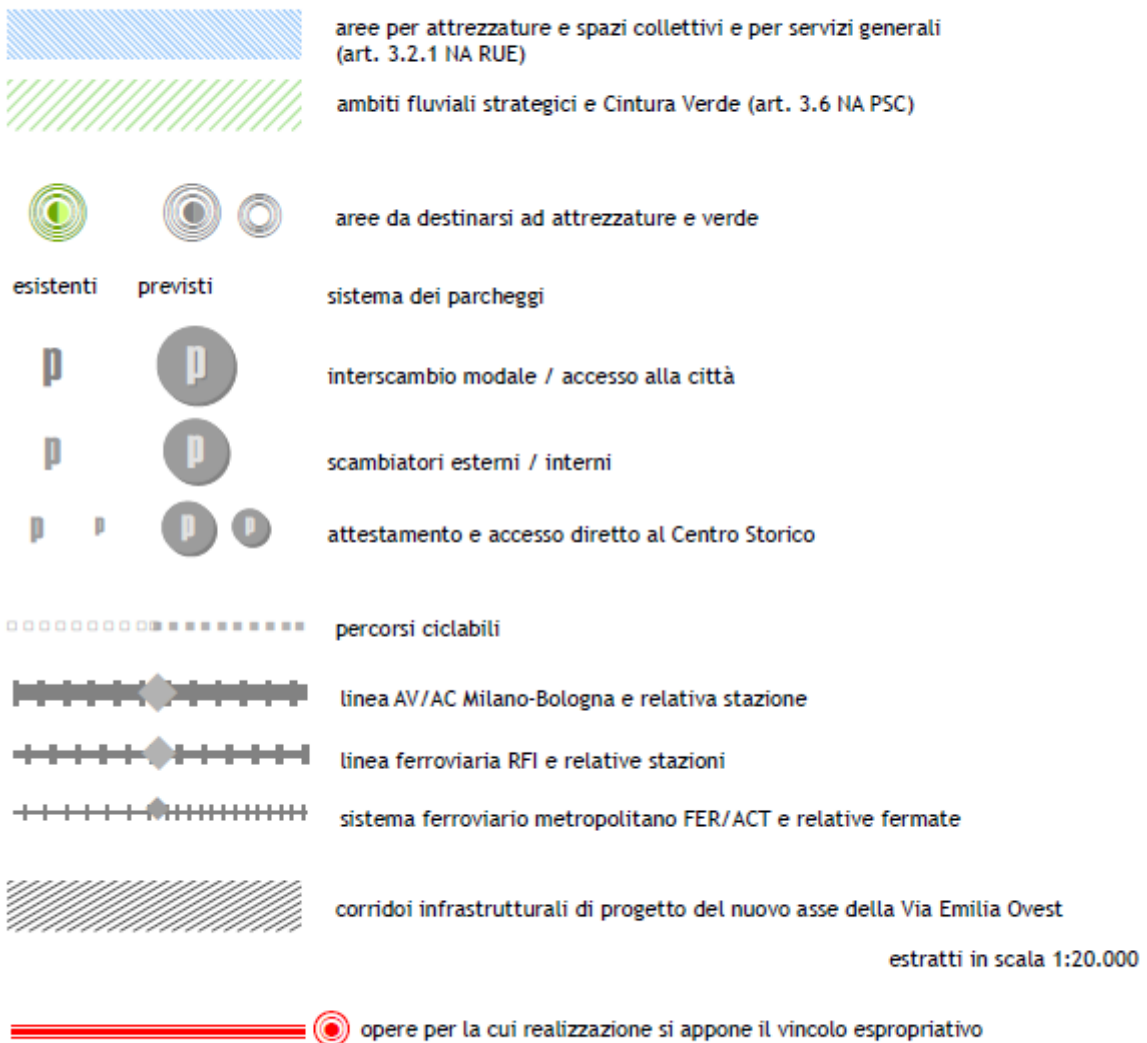 aree per attrezzature e spazi collettivi e per servizi generali
(art. 3.2.1 NA RUE)
ambiti fluviali strategici e Cintura Verde (art. 3.6 NA PSC)
aree da destinarsi ad attrezzature e verde
esistenti previsti
sistema dei parcheggi
p p interscambio modale / accesso alla città
p p scambiatori esterni / interni
p p p p attestamento e accesso diretto al Centro Storico
percorsi ciclabili
linea AV/AC Milano-Bologna e relativa stazione
linea ferroviaria RFI e relative stazioni
sistema ferroviario metropolitano FER/ACT e relative fermate
corridoi infrastrutturali di progetto del nuovo asse della Via Emilia Ovest
estratti in scala 1:20.000
opere per la cui realizzazione si appone il vincolo espropriativo